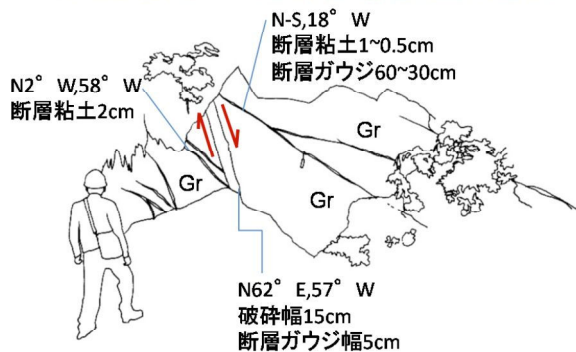 N-S,18° W
断層粘土1~0.5cm
断層ガウジ60~30cm
N2° W,58° W
断層粘土2cm
Gr
Gr
Gr
N62° E,57° W
破砕幅15cm
断層ガウジ幅5cm